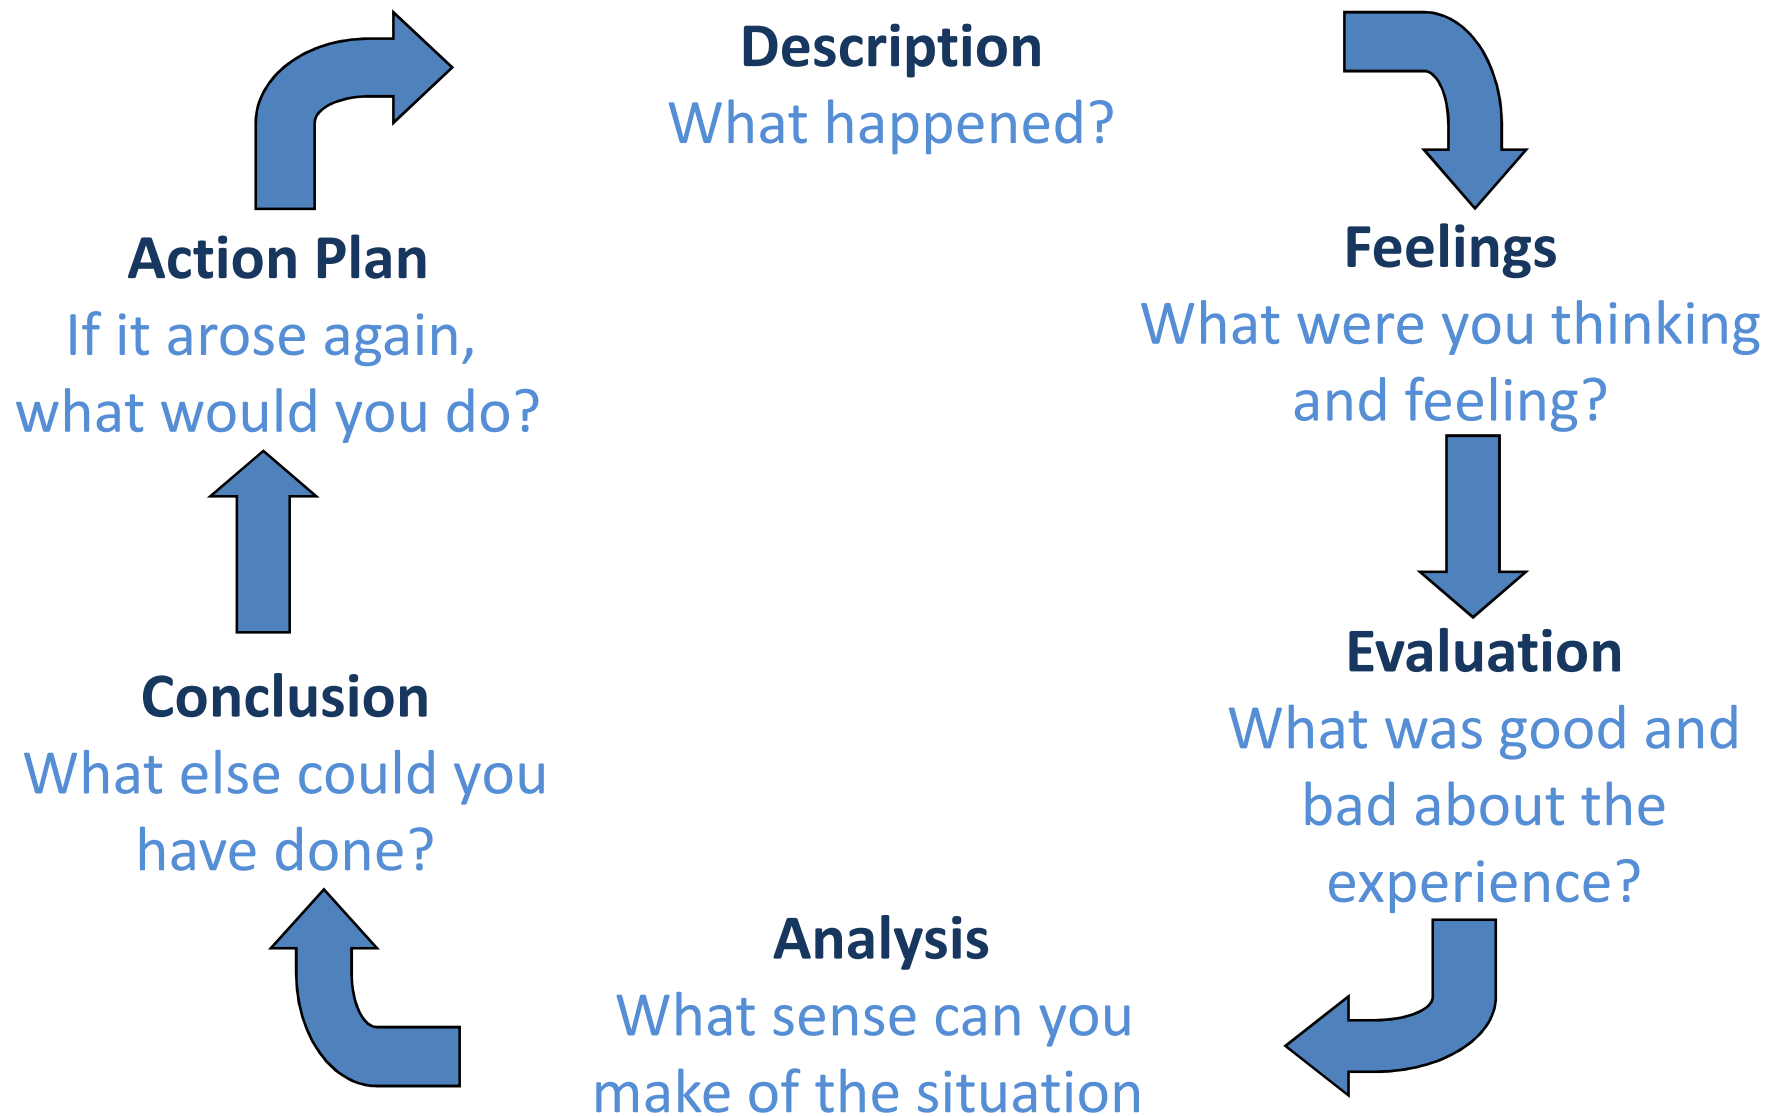 Description
What happened?
Feelings
What were you thinking
and feeling?
Evaluation
What was good and
bad about the
experience?
Analysis
What sense can you
make of the situation
Conclusion
What else could you
have done?
Action Plan
If it arose again,
what would you do?